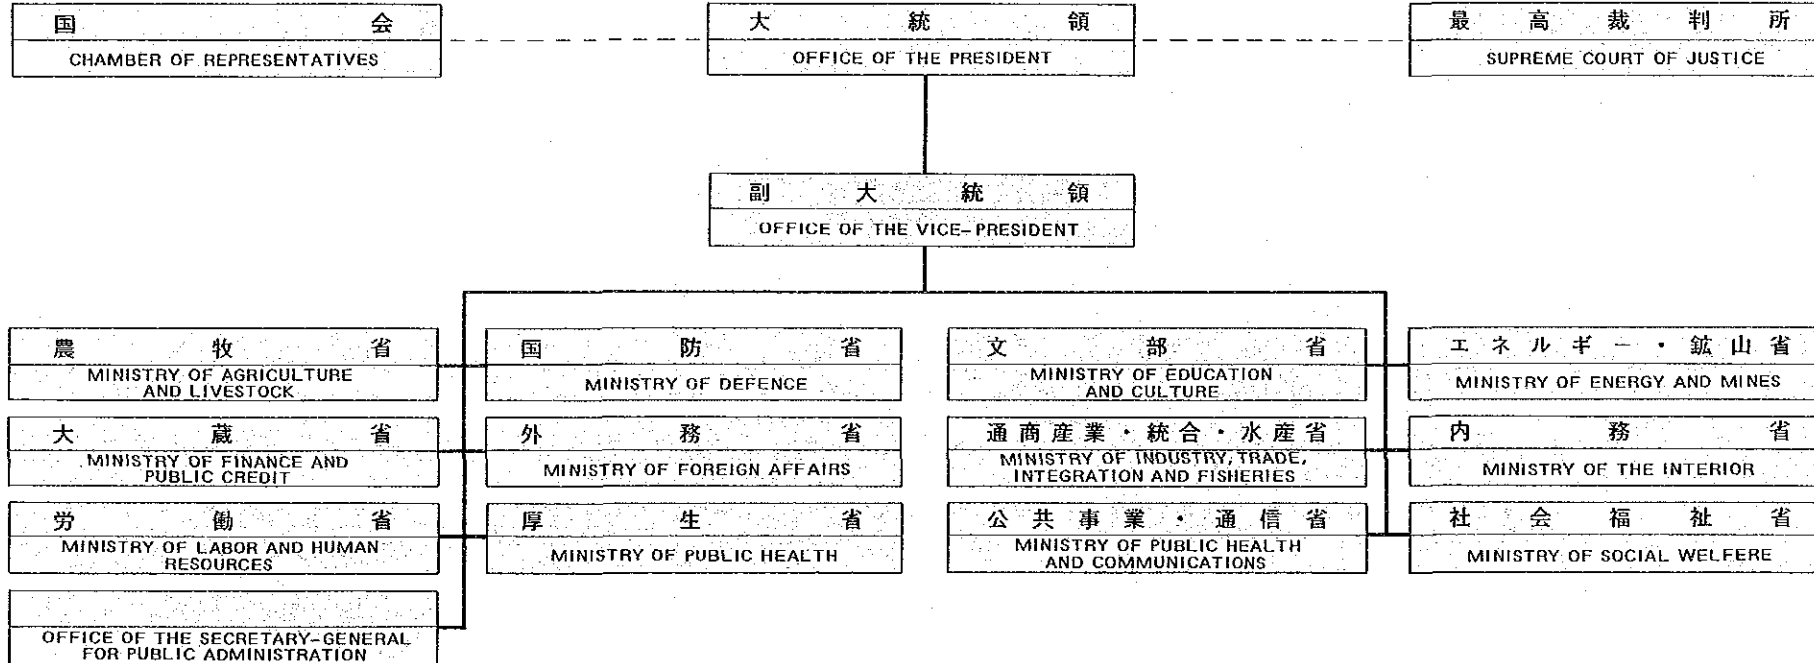 国会
CHAMBER OF REPRESENTATIVES
大統領
OFFICE OF THE PRESIDENT
最高裁判所
SUPREME COURT OF JUSTICE
副大統領
OFFICE OF THE VICE-PRESIDENT
農牧省
MINISTRY OF AGRICULTURE
AND LIVESTOCK
国防省
MINISTRY OF DEFENCE
文部省
MINISTRY OF EDUCATION
AND CULTURE
エネルギー・鉱山省
MINISTRY OF ENERGY AND MINES
大蔵省
MINISTRY OF FINANCE AND
PUBLIC CREDIT
外務省
MINISTRY OF FOREIGN AFFAIRS
通商産業・統合・水産省
MINISTRY OF INDUSTRY, TRADE,
INTEGRATION AND FISHERIES
内務省
MINISTRY OF THE INTERIOR
労働省
MINISTRY OF LABOR AND HUMAN
RESOURCES
厚生省
MINISTRY OF PUBLIC HEALTH
公共事業・通信省
MINISTRY OF PUBLIC HEALTH
AND COMMUNICATIONS
社会福祉省
MINISTRY OF SOCIAL WELFERE
OFFICE OF THE SECRETARY-GENERAL
FOR PUBLIC ADMINISTRATION